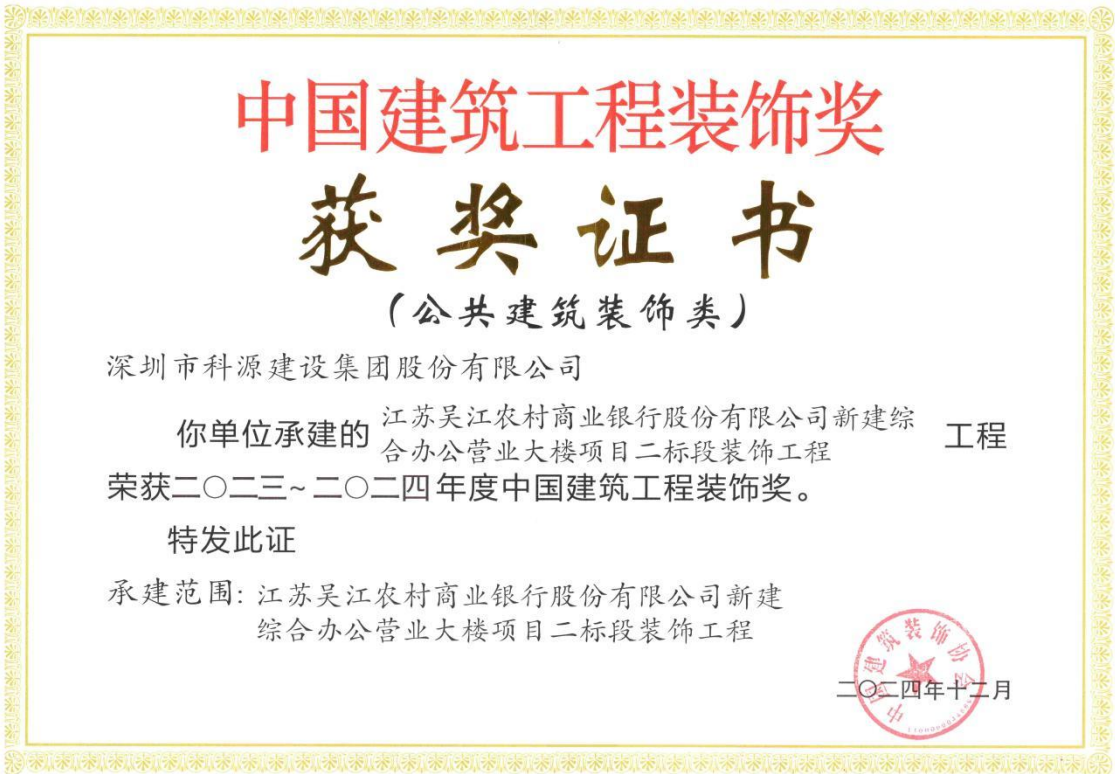 中国建筑工程装饰奖
获奖证书
（公共建筑装饰类）
深圳市科源建设集团股份有限公司
你单位承建的 江苏吴江农村商业银行股份有限公司新建综 工程
合办公营业大楼项目二标段装饰工程
荣获二〇二三~二〇二四年度中国建筑工程装饰奖。
特发此证
承建范围: 江苏吴江农村商业银行股份有限公司新建
综合办公营业大楼项目二标段装饰工程
中国建筑装饰协会
二〇二四年十二月